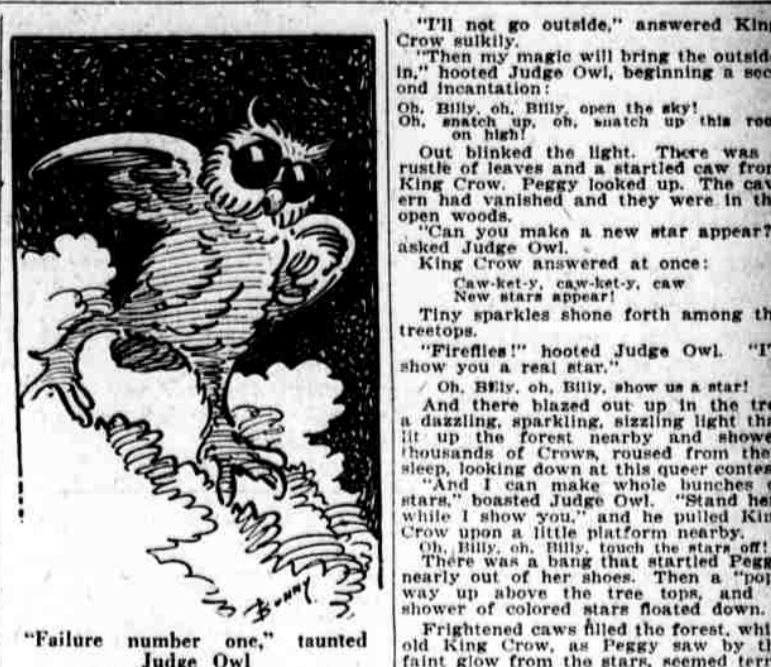 BUNNY
"Failure number one," taunted
Judge Owl
"I'll not go outside," answered King
Crow sulkily.
"Then my magic will bring the outside
in," hooted Judge Owl, beginning a sec-
ond incantation:
Oh, Billy, oh, Billy, open the sky!
Oh, snatch up, oh, snatch up this roo
on high!
Out blinked the light. There was
rustle of leaves and a startled caw from
King Crow. Peggy looked up. The cav-
ern had vanished and they were in th
open woods.
"Can you make a new star appear?
asked Judge Owl.
King Crow answered at once:
Caw-ket-y, caw-ket-y, caw
New stars appear!
Tiny sparkles shone forth among th
treetops.
"Fireflies!" hooted Judge Owl. "I'
show you a real star."
Oh, Billy, oh, Billy, show us a star!
And there blazed out up in the tre
a dazzling, sparkling, sizzling light tha
lit up the forest nearby and showe
thousands of Crows, roused from the
sleep, looking down at this queer contes
"And I can make whole bunches
stars," boasted Judge Owl. "Stand he
while I show you," and he pulled Kin
Crow upon a little platform nearby.
Oh, Billy, oh, Billy, touch the stars off!
There was a bang that startled Pegg
nearly out of her shoes. Then a "pop
way up above the tree tops, and
shower of colored stars floated down.
Frightened caws filled the forest, whi
old King Crow, as Peggy saw by th
faint glow from the stars, seemed terr